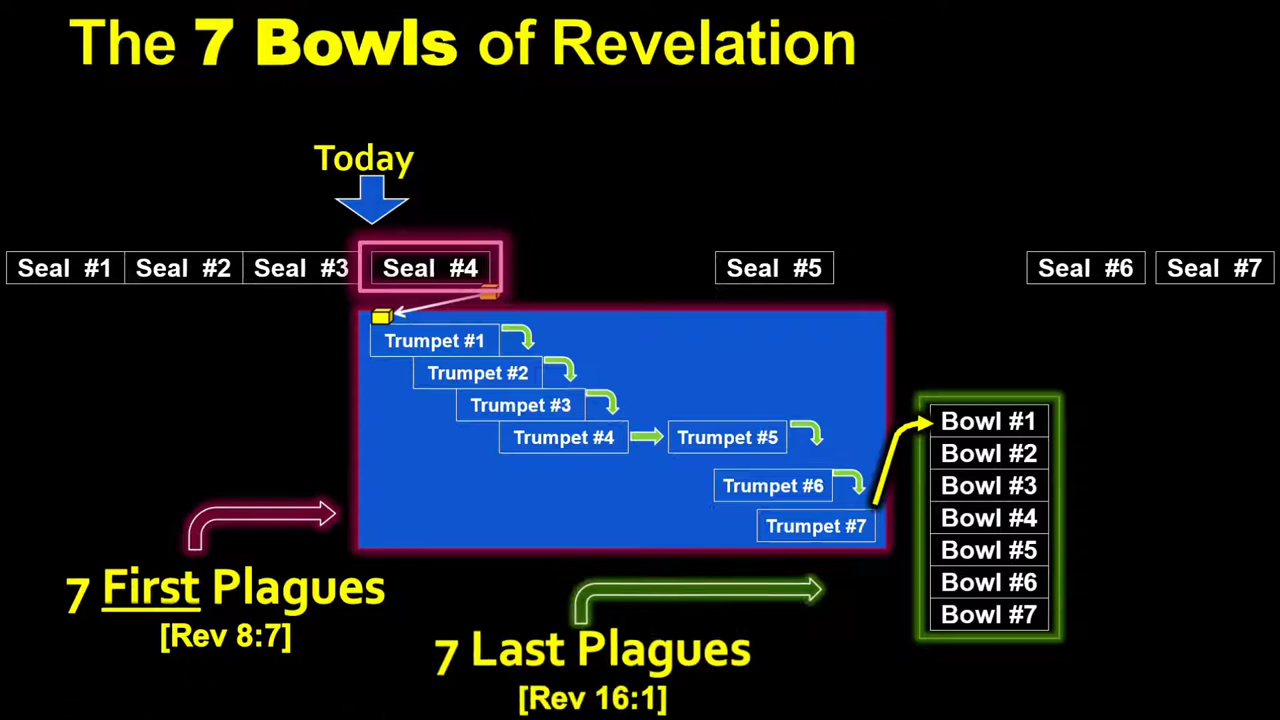 The 7 Bowls of Revelation
Today
Seal #1
Seal #2
Seal #3
Seal #4
Seal #5
Seal #6
Seal #7
Trumpet #1
Trumpet #2
Trumpet #3
Trumpet #4
Trumpet #5
Trumpet #6
Trumpet #7
Bowl #1
Bowl #2
Bowl #3
Bowl #4
Bowl #5
Bowl #6
Bowl #7
7 First Plagues
[Rev 8:7]
7 Last Plagues
[Rev 16:1]